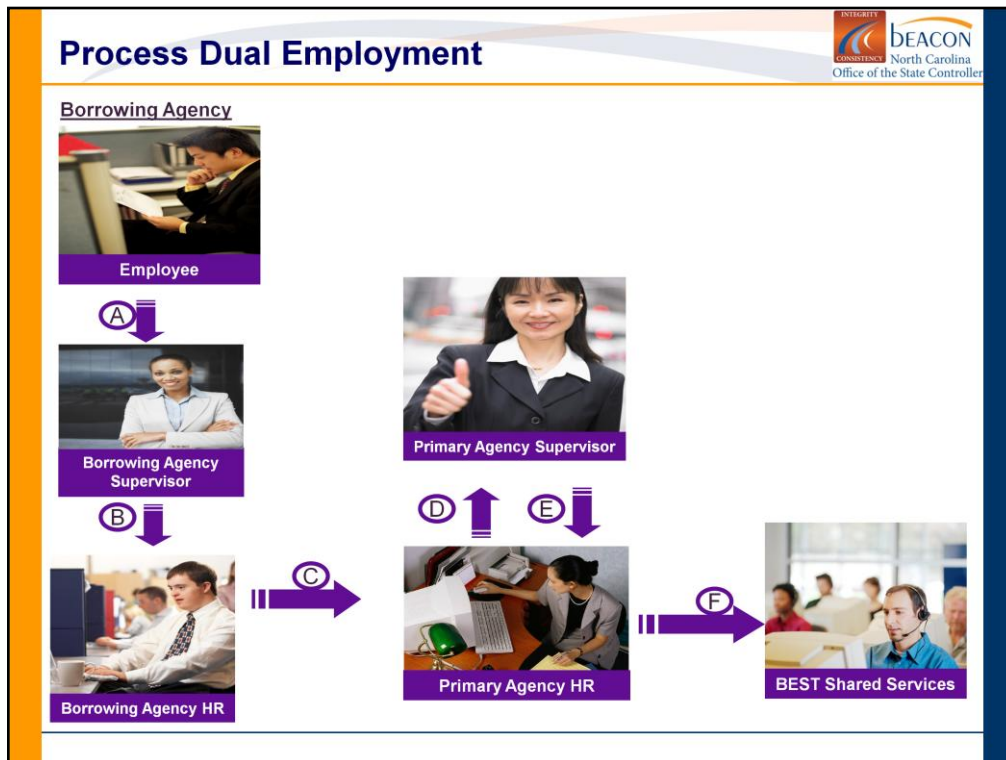 Process Dual Employment
INTEGRITY
CONSISTENCY
bEACON
North Carolina
Office of the State Controller
Borrowing Agency
Employee
A
Borrowing Agency
Supervisor
B
Borrowing Agency HR
C
Primary Agency Supervisor
D
E
Primary Agency HR
F
BEST Shared Services